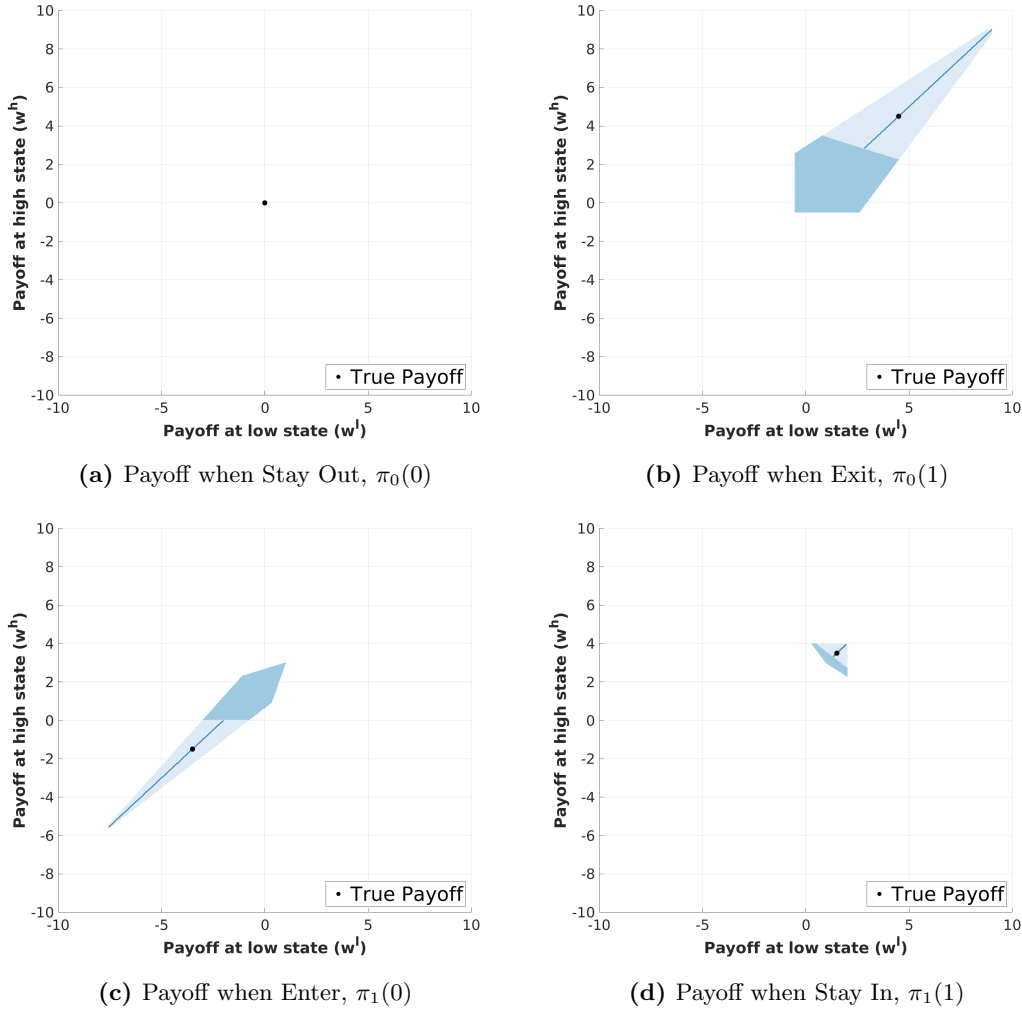 10
8
6
4
2
0
-2
-4
-6
-8
-10
-10 -5 0 5 10
Payoff at high state (w^h)
Payoff at low state (w^l)
True Payoff
(a) Payoff when Stay Out, π₀(0)
10
8
6
4
2
0
-2
-4
-6
-8
-10
-10 -5 0 5 10
Payoff at high state (w^h)
Payoff at low state (w^l)
True Payoff
(b) Payoff when Exit, π₀(1)
10
8
6
4
2
0
-2
-4
-6
-8
-10
-10 -5 0 5 10
Payoff at high state (w^h)
Payoff at low state (w^l)
True Payoff
(c) Payoff when Enter, π₁(0)
10
8
6
4
2
0
-2
-4
-6
-8
-10
-10 -5 0 5 10
Payoff at high state (w^h)
Payoff at low state (w^l)
True Payoff
(d) Payoff when Stay In, π₁(1)